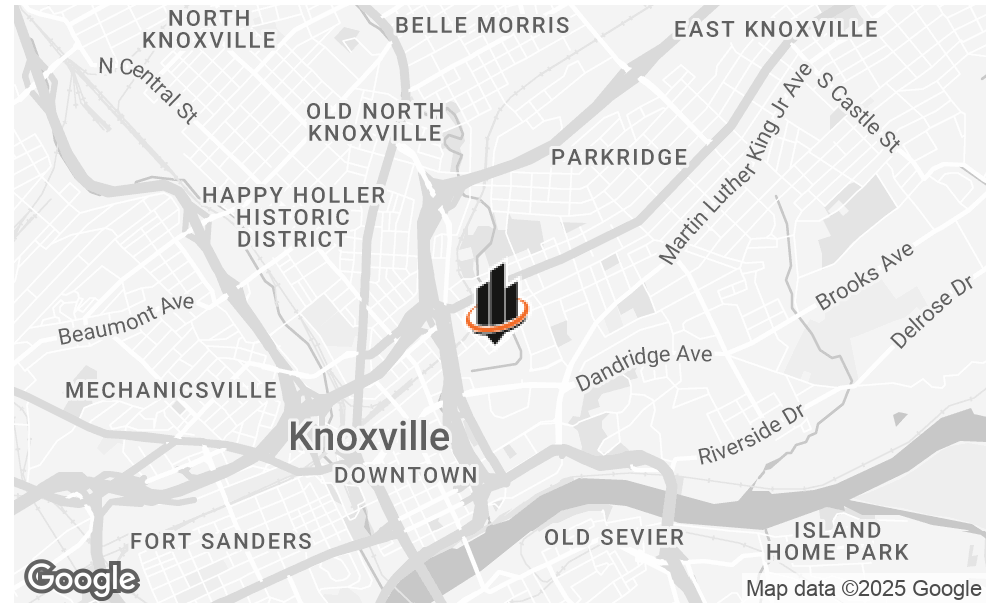 NORTH
KNOXVILLE
BELLE MORRIS
EAST KNOXVILLE
N Central St
S Castle St
OLD NORTH
KNOXVILLE
PARKRIDGE
Martin Luther King Jr Ave
HAPPY HOLLER
HISTORIC
DISTRICT
Brooks Ave
Delrose Dr
Beaumont Ave
Dandridge Ave
MECHANICSVILLE
Riverside Dr
Knoxville
DOWNTOWN
FORT SANDERS
OLD SEVIER
ISLAND
HOME PARK
Google
Map data ©2025 Google